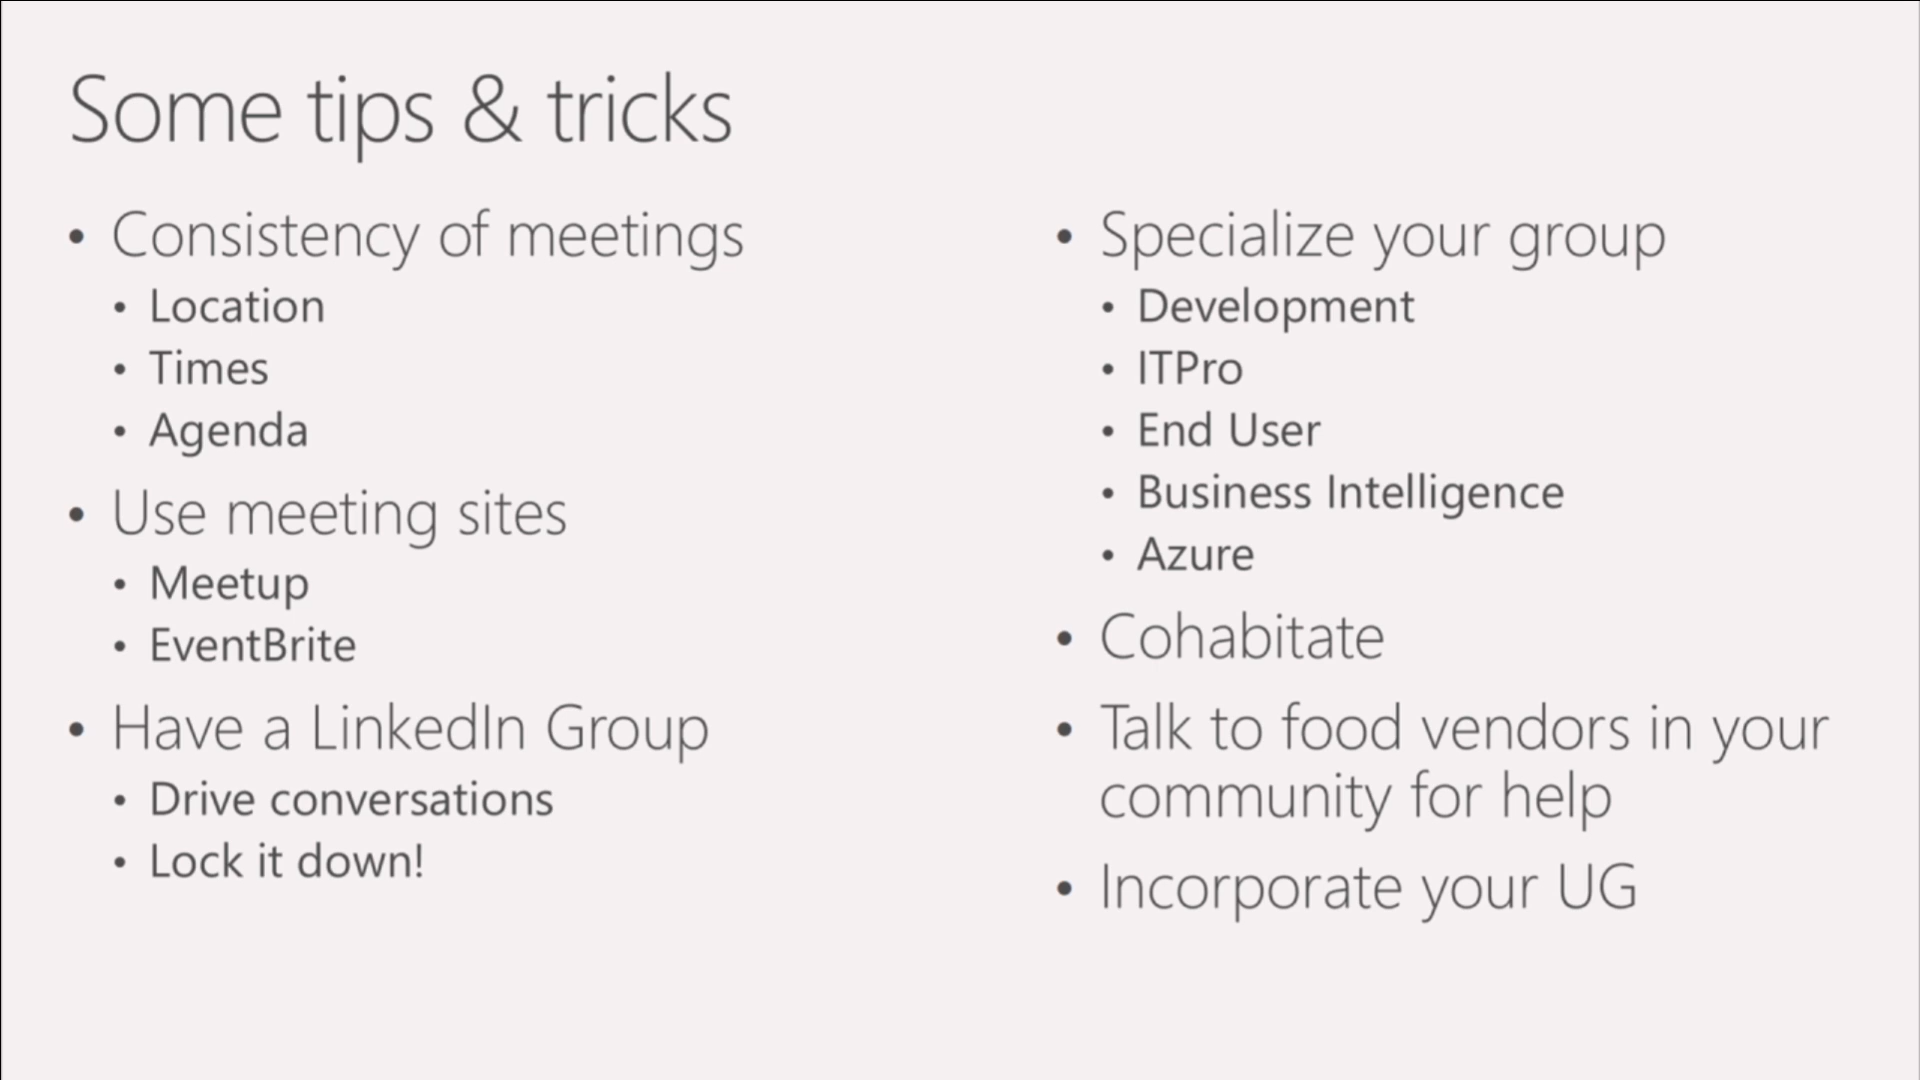 Some tips & tricks
• Consistency of meetings
• Location
• Times
• Agenda
• Use meeting sites
• Meetup
• EventBrite
• Have a LinkedIn Group
• Drive conversations
• Lock it down!
• Specialize your group
• Development
• ITPro
• End User
• Business Intelligence
• Azure
• Cohabitate
• Talk to food vendors in your
community for help
• Incorporate your UG